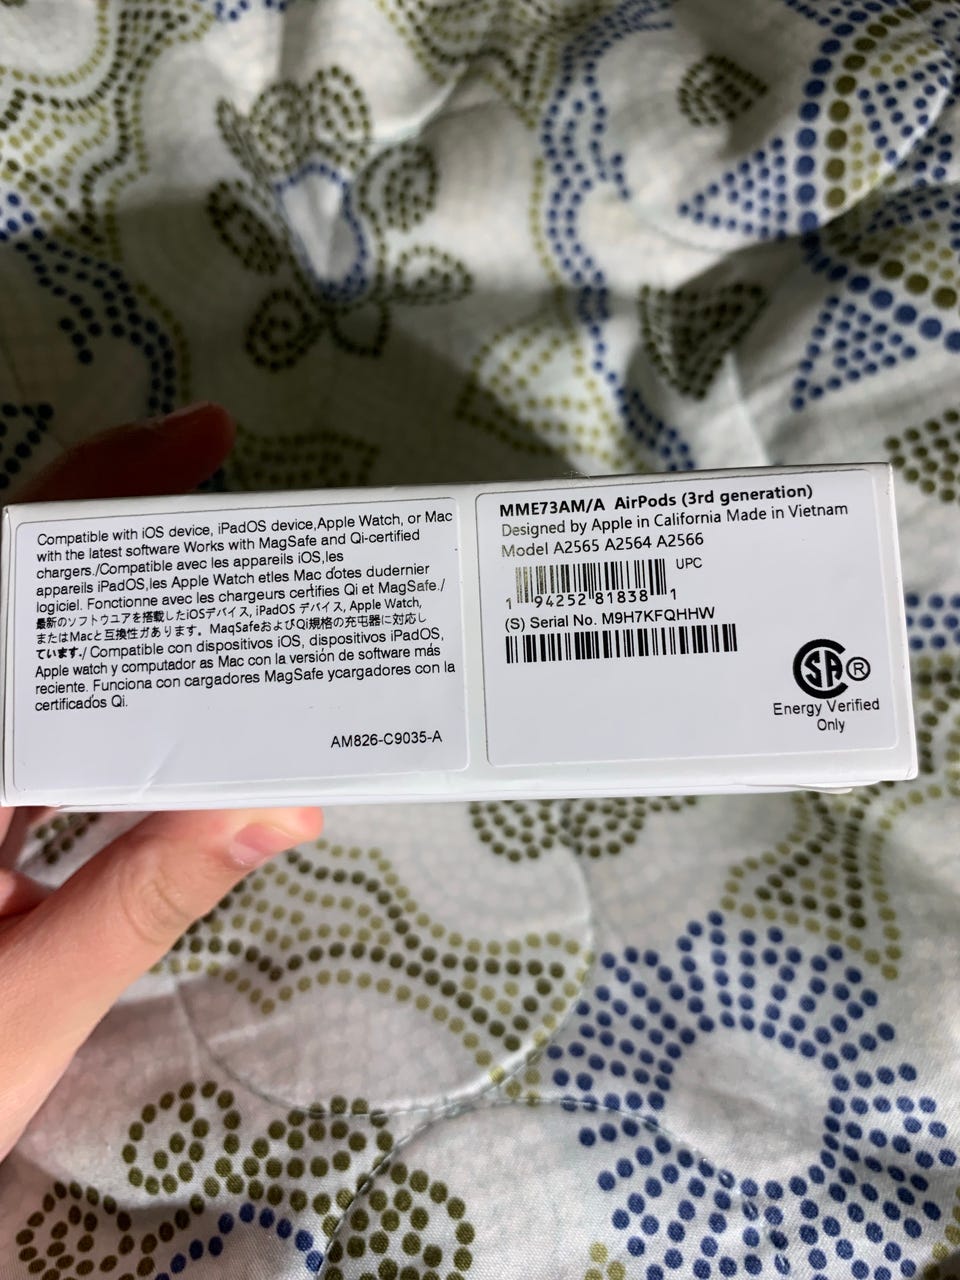 Compatible with iOS device, iPadOS device,Apple Watch, or Mac
with the latest software Works with MagSafe and Qi-certified
chargers./Compatible avec les appareils iOS,les
appareils iPadOS,les Apple Watch etles Mac dotes dudernier
logiciel. Fonctionne avec les chargeurs certifies Qi et MagSafe./
最新のソフトウユアを搭載したiOSデバイス, iPadOS デバイス, Apple Watch,
またはMacと互換性があります。MaqSafeおよびQi規格の充电器に対応し
ています./ Compatible con dispositivos iOS, dispositivos iPadOS,
Apple watch y computador as Mac con la versión de software más
reciente. Funciona con cargadores MagSafe ycargadores con la
certificados Qi.
AM826-C9035-A
MME73AM/A AirPods (3rd generation)
Designed by Apple in California Made in Vietnam
Model A2565 A2564 A2566
UPC
1 94252 81838 1
(S) Serial No. M9H7KFQHHW
SA ®
Energy Verified
Only